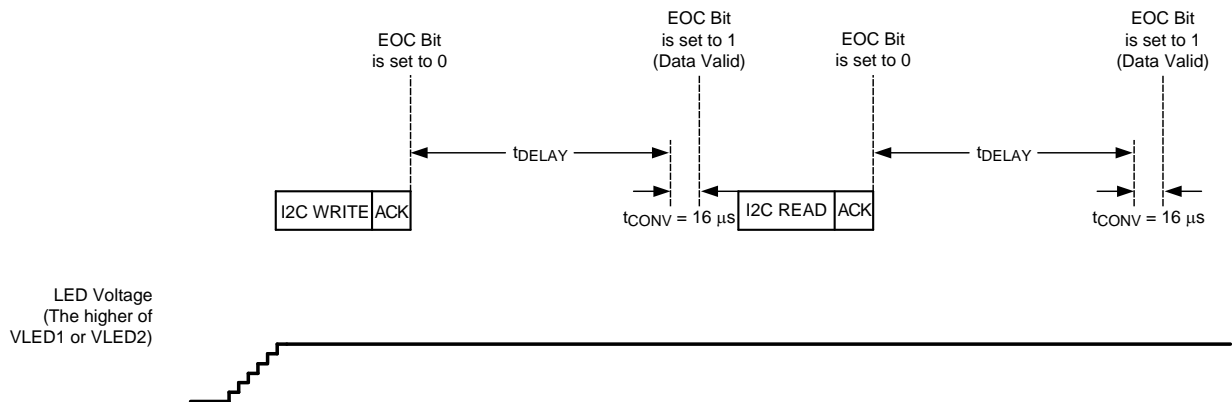 EOC Bit
is set to 0
EOC Bit
is set to 1
(Data Valid)
EOC Bit
is set to 0
EOC Bit
is set to 1
(Data Valid)
tDELAY
tDELAY
I2C WRITE ACK
tCONV = 16 μs
I2C READ ACK
tCONV = 16 μs
LED Voltage
(The higher of
VLED1 or VLED2)